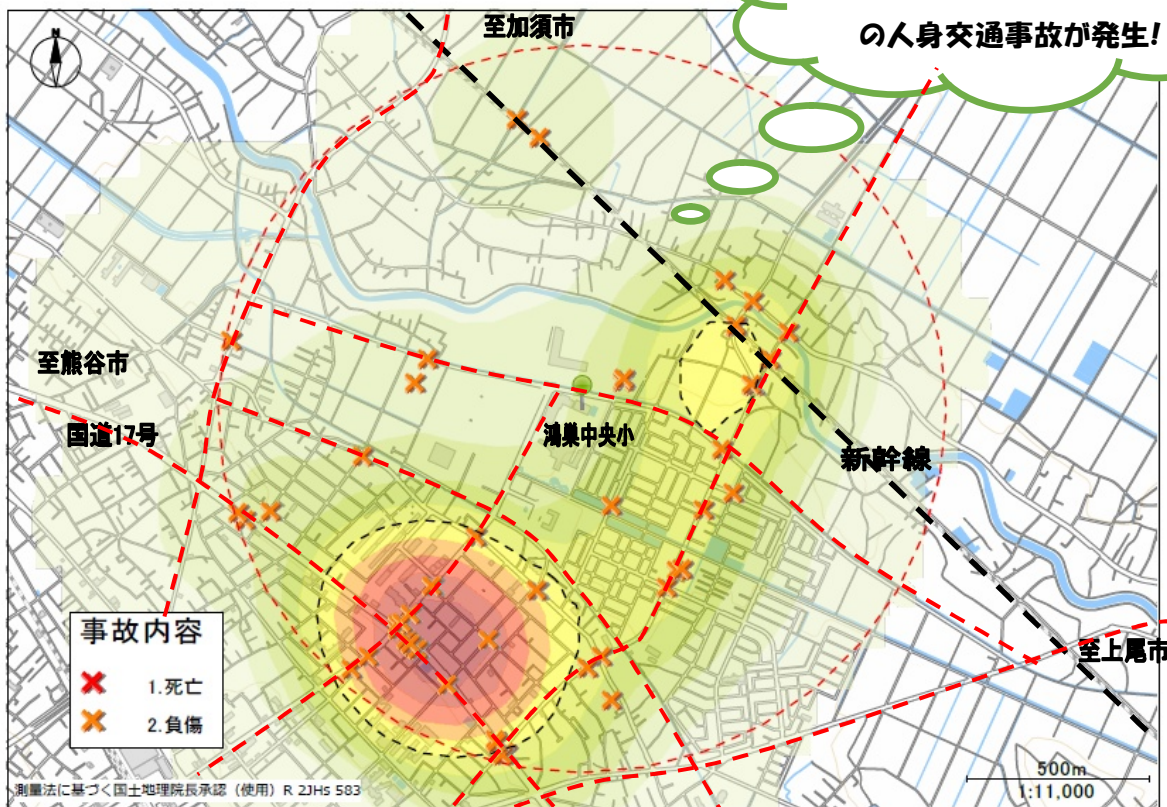 至加須市
の人身交通事故が発生!
N
至熊谷市
国道17号
鴻巣中央小
新幹線
事故内容
1.死亡
2.負傷
至上尾市
500m
1:11,000
測量法に基づく国土地理院長承認(使用)R 2JHs 583